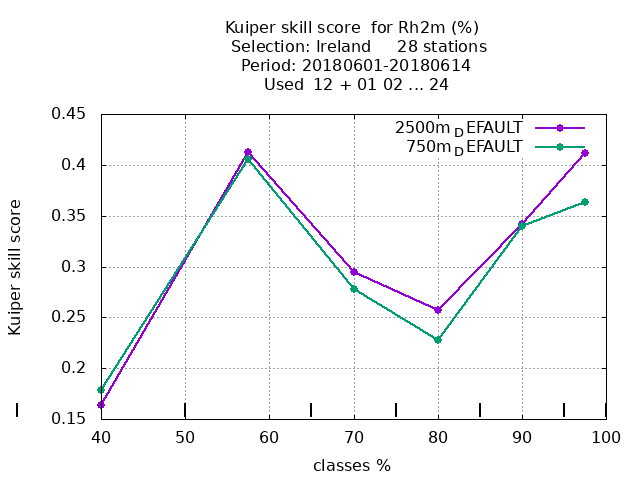 Kuiper skill score  for Rh2m (%)
Selection: Ireland     28 stations
Period: 20180601-20180614
Used  12 + 01 02 ... 24
2500m_DEFAULT
750m_DEFAULT
Kuiper skill score
0.45
0.4
0.35
0.3
0.25
0.2
0.15
40 50 60 70 80 90 100
classes %